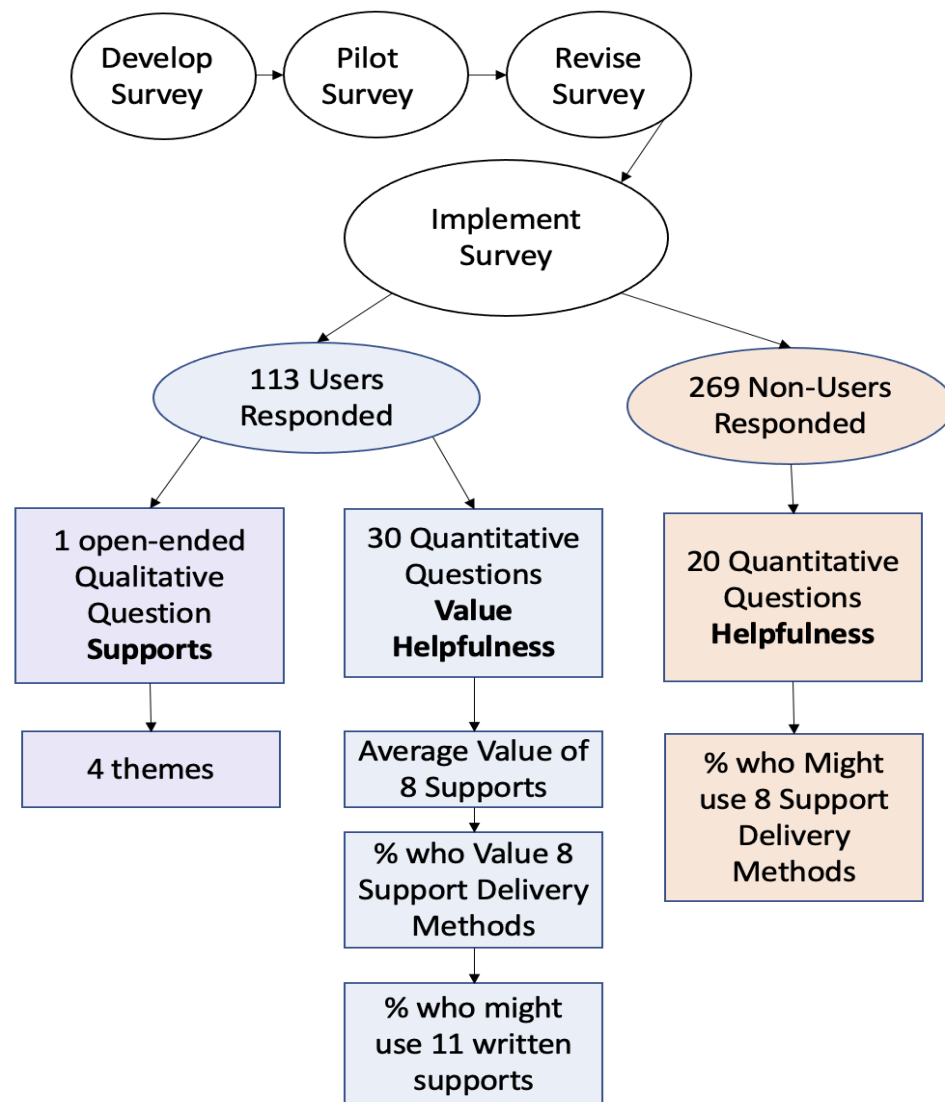 Develop
Survey
Pilot
Survey
Revise
Survey
Implement
Survey
113 Users
Responded
269 Non-Users
Responded
1 open-ended
Qualitative
Question
Supports
30 Quantitative
Questions
Value
Helpfulness
20 Quantitative
Questions
Helpfulness
4 themes
Average Value of
8 Supports
% who Value 8
Support Delivery
Methods
% who might
use 11 written
supports
% who Might
use 8 Support
Delivery
Methods